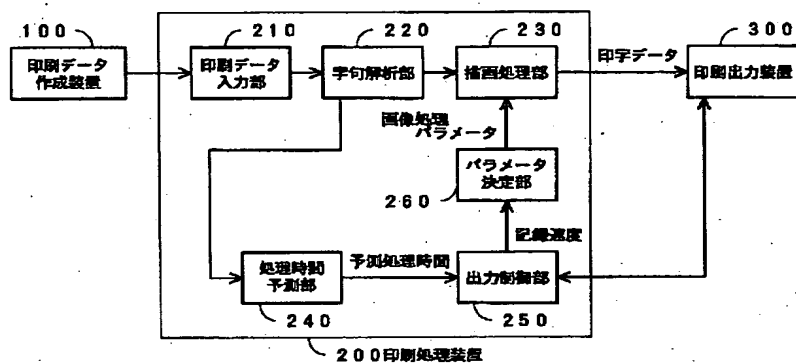 100
210
220
230
300
印刷データ
作成装置
印刷データ
入力部
字句解析部
描画処理部
印字データ
印刷出力装置
画像処理
パラメータ
パラメータ
決定部
260
記録速度
処理時間
予測部
予測処理時間
出力制御部
240
250
200印刷処理装置